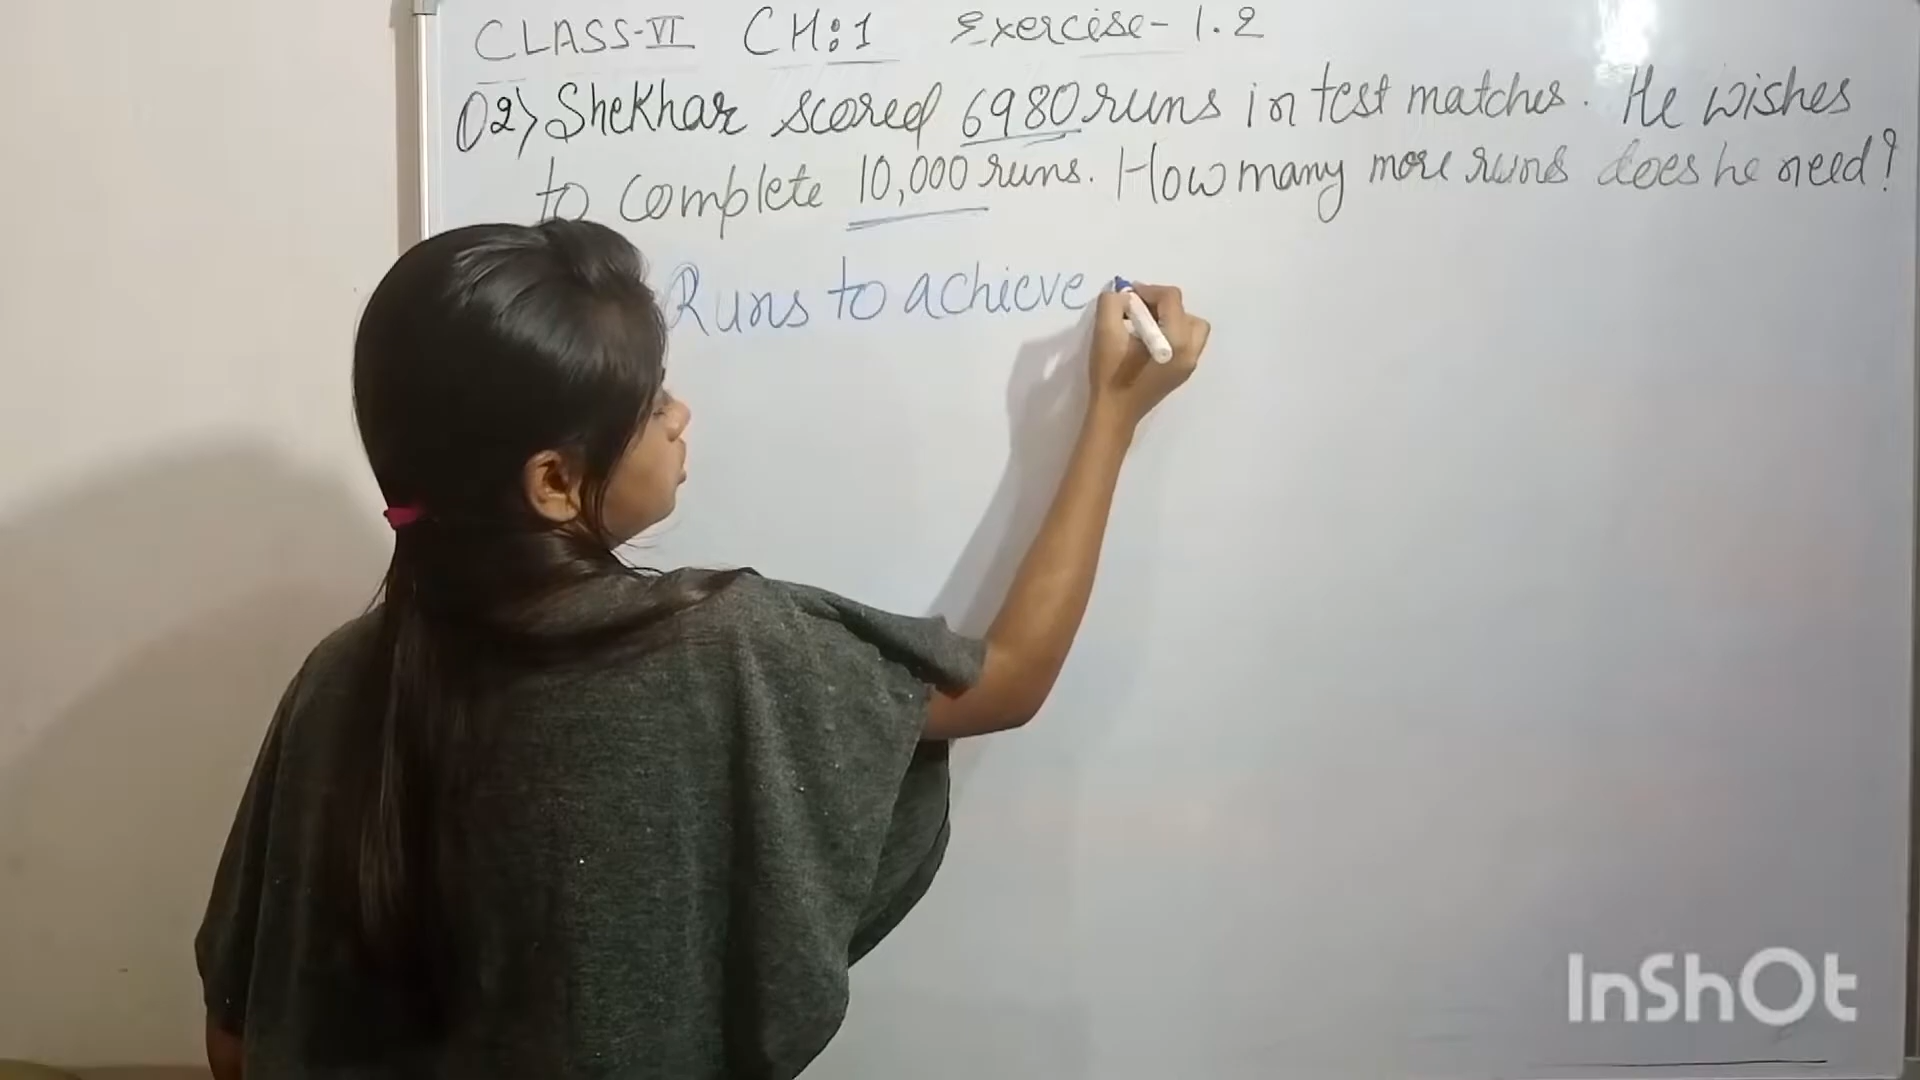 CLASS-VI CH:1 Exercise-1.2
Q2) Shekhar scored 6980 runs in test matches. He wishes
to complete 10,000 runs. How many more runs does he need?
Runs to achieve
InShOt